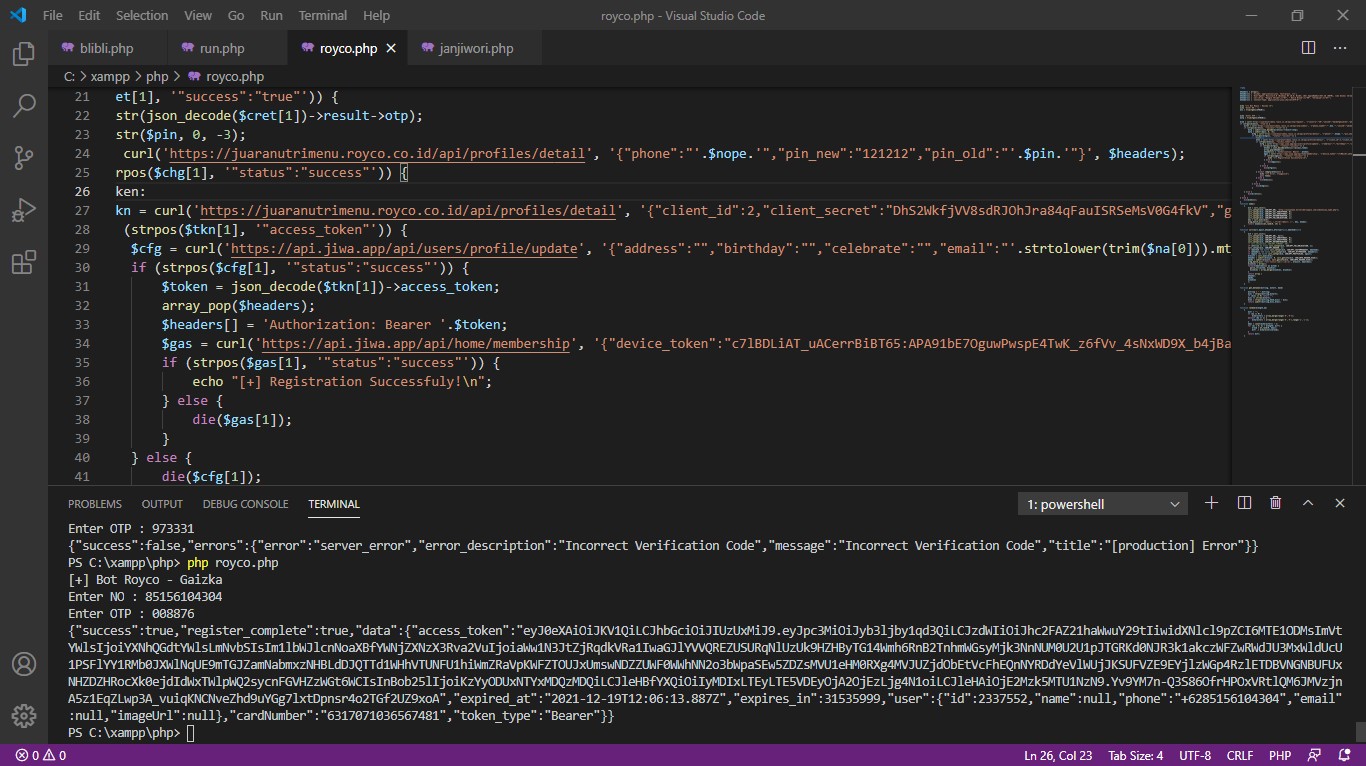 File Edit Selection View Go Run Terminal Help royco.php - Visual Studio Code
blibli.php run.php royco.php janjiwori.php
C: > xampp > php > royco.php
21 et[1], '"success":"true"')) {
22 str(json_decode($cret[1])->result->otp);
23 str($pin, 0, -3);
24 curl('https://juaranutrimenu.royco.co.id/api/profiles/detail', '{"phone":"'.$nope.'","pin_new":"121212","pin_old":"'.$pin.'"}', $headers);
25 rpos($chg[1], '"status":"success"')) {
26 ken:
27 kn = curl('https://juaranutrimenu.royco.co.id/api/profiles/detail', '{"client_id":2,"client_secret":"DhS2WkfjVV8sdRJOhJra84qFauISRSeMsV0G4fkV","g
28 (strpos($tkn[1], '"access_token"')) {
29 $cfg = curl('https://api.jiwa.app/api/users/profile/update', '{"address":"","birthday":"","celebrate":"","email":"'.strtolower(trim($na[0])).mt
30 if (strpos($cfg[1], '"status":"success"')) {
31 $token = json_decode($tkn[1])->access_token;
32 array_pop($headers);
33 $headers[] = 'Authorization: Bearer '.$token;
34 $gas = curl('https://api.jiwa.app/api/home/membership', '{"device_token":"c7lBDLiAT_uACerrBiBT65:APA91bE7OguwPwspE4TwK_z6fVv_4sNxWD9X_b4jBa
35 if (strpos($gas[1], '"status":"success"')) {
36 echo "[+] Registration Successfuly!\n";
37 } else {
38 die($gas[1]);
39 }
40 } else {
41 die($cfg[1]);
PROBLEMS OUTPUT DEBUG CONSOLE TERMINAL 1: powershell
Enter OTP : 973331
{"success":false,"errors":{"error":"server_error","error_description":"Incorrect Verification Code","message":"Incorrect Verification Code","title":"[production] Error"}}
PS C:\xampp\php> php royco.php
[+] Bot Royco - Gaizka
Enter NO : 85156104304
Enter OTP : 008876
{"success":true,"register_complete":true,"data":{"access_token":"
A5z1EqZLwp3A_vuiqKNCNveZhd9uYGg7lxtDpnsr4o2TGf2UZ9xoA","expired_at":"2021-12-19T12:06:13.887Z","expires_in":31535999,"user":{"id":2337552,"name":null,"phone":"+6285156104304","email"
:null,"imageUrl":null},"cardNumber":"6317071036567481","token_type":"Bearer"}}
PS C:\xampp\php>
0 0 Ln 26, Col 23 Tab Size: 4 UTF-8 CRLF PHP